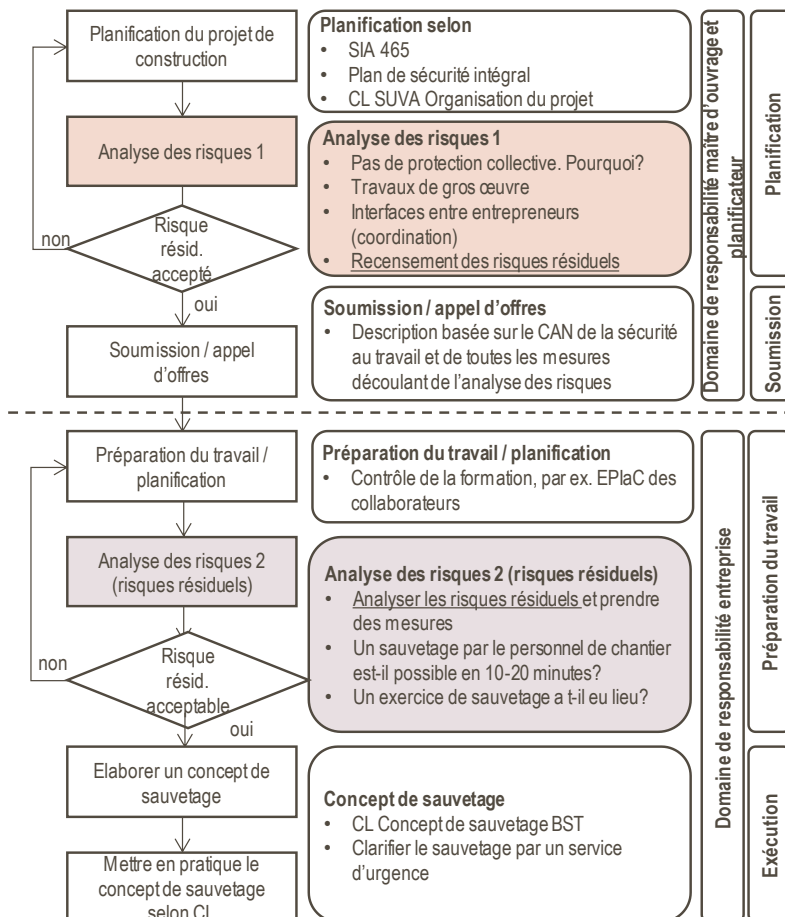 Planification du projet de
construction
Planification selon
• SIA 465
• Plan de sécurité intégral
• CL SUVA Organisation du projet
Analyse des risques 1
Analyse des risques 1
• Pas de protection collective. Pourquoi?
• Travaux de gros œuvre
• Interfaces entre entrepreneurs
(coordination)
• Recensement des risques résiduels
non
Risque
résid.
accepté
oui
Soumission / appel
d'offres
Soumission / appel d'offres
• Description basée sur le CAN de la sécurité
au travail et de toutes les mesures
découlant de l'analyse des risques
Domaine de responsabilité maître d'ouvrage et
planificateur
Planification
Soumission
Préparation du travail /
planification
Préparation du travail / planification
• Contrôle de la formation, par ex. EPIaC des
collaborateurs
Analyse des risques 2
(risques résiduels)
Analyse des risques 2 (risques résiduels)
• Analyser les risques résiduels et prendre
des mesures
• Un sauvetage par le personnel de chantier
est-il possible en 10-20 minutes?
• Un exercice de sauvetage a t-il eu lieu?
non
Risque
résid.
acceptable
oui
Elaborer un concept de
sauvetage
Concept de sauvetage
• CL Concept de sauvetage BST
• Clarifier le sauvetage par un service
d'urgence
Mettre en pratique le
concept de sauvetage
selon CL
Domaine de responsabilité entreprise
Préparation du travail
Exécution